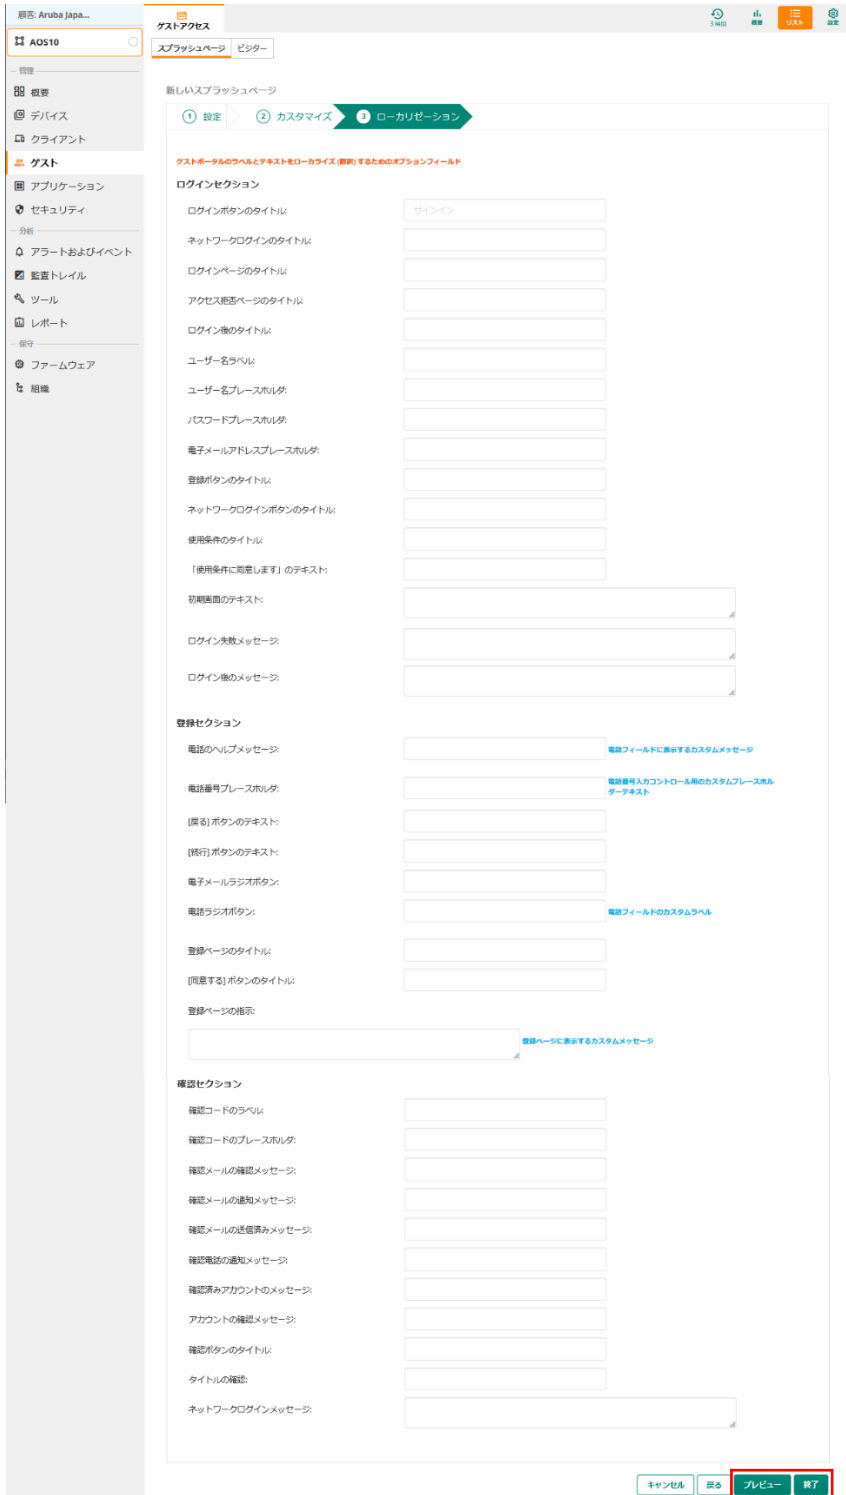 顧客: Aruba Japa...
AOS10
管理
概要
デバイス
クライアント
ゲスト
アプリケーション
セキュリティ
分析
アラートおよびイベント
監査トレイル
ツール
レポート
保守
ファームウェア
組織
ゲストアクセス
3 時間
概要
リスト
設定
スプラッシュページ
ビジター
新しいスプラッシュページ
1 設定
2 カスタマイズ
3 ローカリゼーション
ゲストポータルのラベルとテキストをローカライズ (翻訳) するためのオプションフィールド
ログインセクション
ログインボタンのタイトル:
サインイン
ネットワークログインのタイトル:
ログインページのタイトル:
アクセス拒否ページのタイトル:
ログイン後のタイトル:
ユーザー名ラベル:
ユーザー名プレースホルダ:
パスワードプレースホルダ:
電子メールアドレスプレースホルダ:
登録ボタンのタイトル:
ネットワークログインボタンのタイトル:
使用条件のタイトル:
「使用条件に同意します」のテキスト:
初期画面のテキスト:
ログイン失敗メッセージ:
ログイン後のメッセージ:
登録セクション
電話のヘルプメッセージ:
電話フィールドに表示するカスタムメッセージ
電話番号プレースホルダ:
電話番号入力コントロール用のカスタムプレースホル
ダーテキスト
[戻る] ボタンのテキスト:
[続行] ボタンのテキスト:
電子メールラジオボタン:
電話ラジオボタン:
電話フィールドのカスタムラベル
登録ページのタイトル:
[同意する] ボタンのタイトル:
登録ページの指示:
登録ページに表示するカスタムメッセージ
確認セクション
確認コードのラベル:
確認コードのプレースホルダ:
確認メールの確認メッセージ:
確認メールの通知メッセージ:
確認メールの送信済みメッセージ:
確認電話の通知メッセージ:
確認済みアカウントのメッセージ:
アカウントの確認メッセージ:
確認ボタンのタイトル:
タイトルの確認:
ネットワークログインメッセージ:
キャンセル
戻る
プレビュー
終了